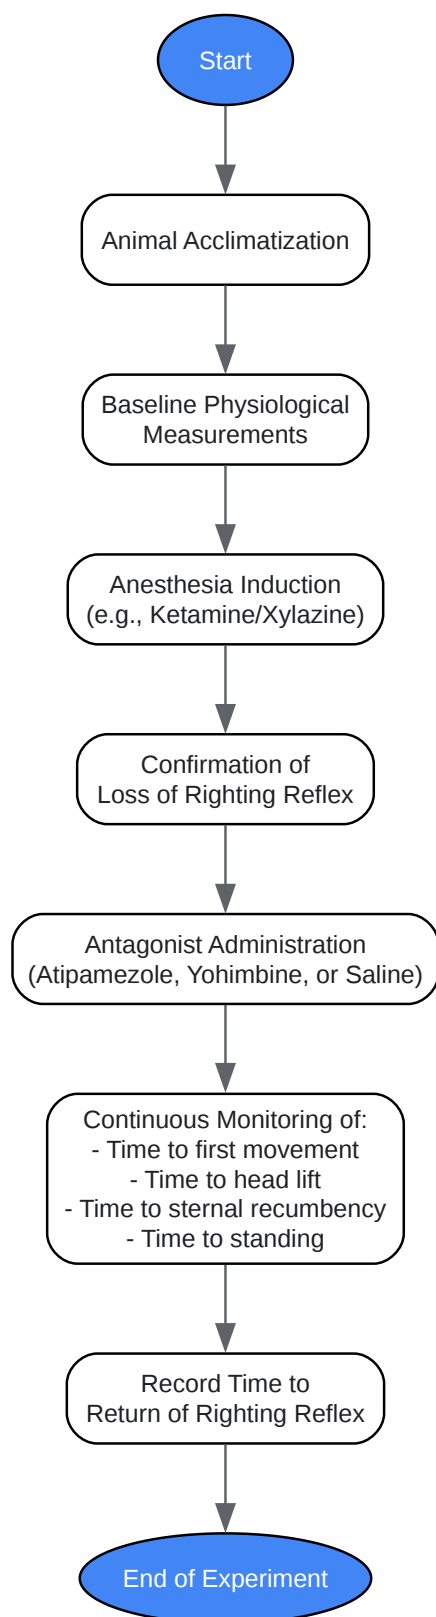 Start
Animal Acclimatization
Baseline Physiological
Measurements
Anesthesia Induction
(e.g., Ketamine/Xylazine)
Confirmation of
Loss of Righting Reflex
Antagonist Administration
(Atipamezole, Yohimbine, or Saline)
Continuous Monitoring of:
- Time to first movement
- Time to head lift
- Time to sternal recumbency
- Time to standing
Record Time to
Return of Righting Reflex
End of Experiment